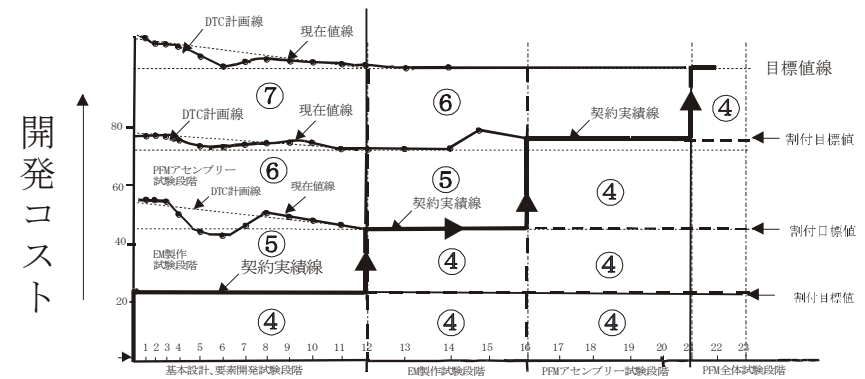 DTC計画線
現在値線
目標値線
⑦
⑥
④
DTC計画線
現在値線
契約実績線
80
割付目標値
PFMアセンブリー
試験段階
⑥
⑤
④
60
DTC計画線
現在値線
契約実績線
割付目標値
40
⑤
④
④
EM製作
試験段階
契約実績線
割付目標値
20
④
④
④
開発コスト
1 2 3 4 5 6 7 8 9 10 11 12 13 14 15 16 17 18 19 20 21 22 23
基本設計、要素開発試験段階
EM製作試験段階
PFMアセンブリー試験段階
PFM全体試験段階